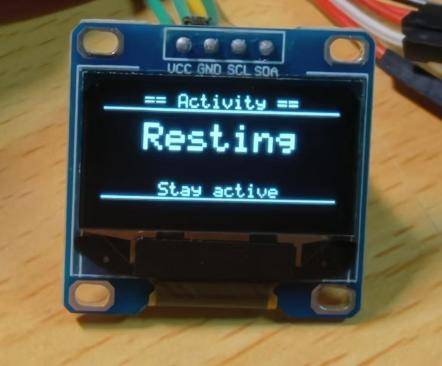 VCC GND SCL SDA
== Activity ==
Resting
Stay active